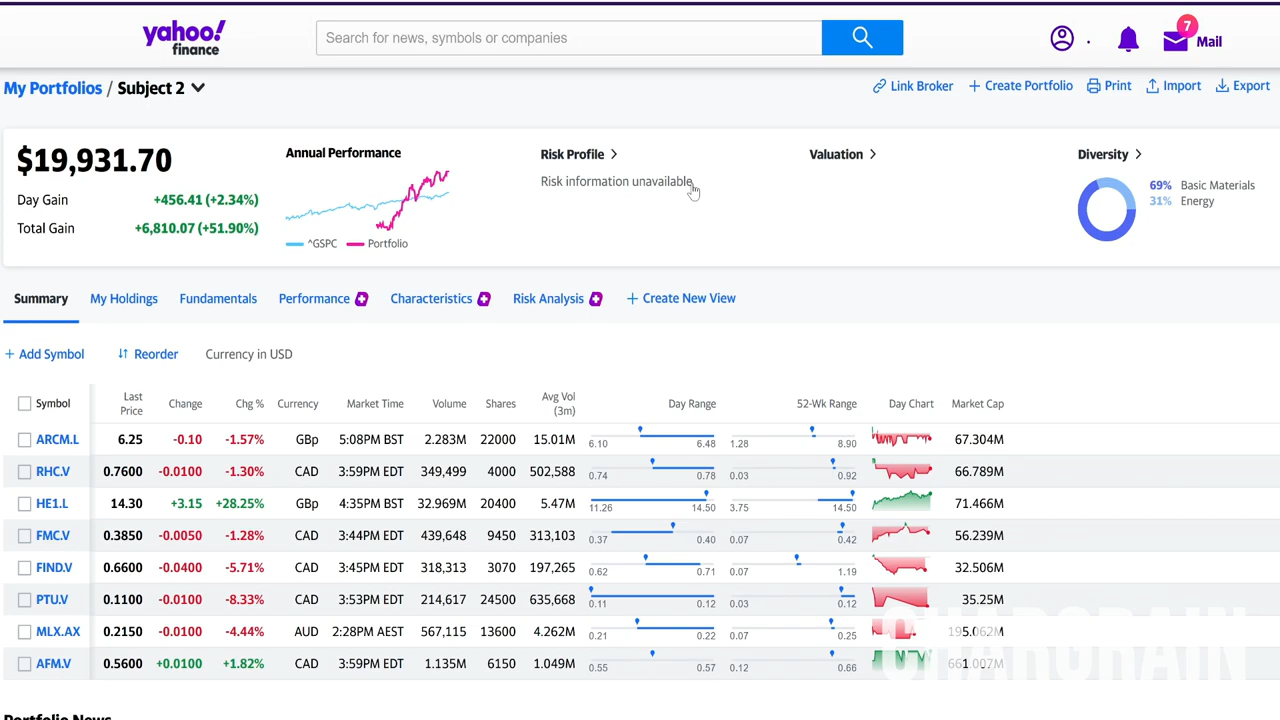 yahoo!
finance
Search for news, symbols or companies
7
Mail
My Portfolios / Subject 2
Link Broker + Create Portfolio Print Import Export
$19,931.70
Day Gain +456.41 (+2.34%)
Total Gain +6,810.07 (+51.90%)
Annual Performance
^GSPC Portfolio
Risk Profile >
Risk information unavailable
Valuation >
Diversity >
69% Basic Materials
31% Energy
Summary My Holdings Fundamentals Performance Characteristics Risk Analysis + Create New View
+ Add Symbol Reorder Currency in USD
Symbol Last Price Change Chg % Currency Market Time Volume Shares Avg Vol (3m) Day Range 52-Wk Range Day Chart Market Cap
ARCM.L 6.25 -0.10 -1.57% GBp 5:08PM BST 2.283M 22000 15.01M 6.10 6.48 1.28 8.90 67.304M
RHC.V 0.7600 -0.0100 -1.30% CAD 3:59PM EDT 349,499 4000 502,588 0.74 0.78 0.03 0.92 66.789M
HE1.L 14.30 +3.15 +28.25% GBp 4:35PM BST 32.969M 20400 5.47M 11.26 14.50 3.75 14.50 71.466M
FMC.V 0.3850 -0.0050 -1.28% CAD 3:44PM EDT 439,648 9450 313,103 0.37 0.40 0.07 0.42 56.239M
FIND.V 0.6600 -0.0400 -5.71% CAD 3:45PM EDT 318,313 3070 197,265 0.62 0.71 0.07 1.19 32.506M
PTU.V 0.1100 -0.0100 -8.33% CAD 3:53PM EDT 214,617 24500 635,668 0.11 0.12 0.03 0.12 35.25M
MLX.AX 0.2150 -0.0100 -4.44% AUD 2:28PM AEST 567,115 13600 4.262M 0.21 0.22 0.07 0.25 195.062M
AFM.V 0.5600 +0.0100 +1.82% CAD 3:59PM EDT 1.135M 6150 1.049M 0.55 0.57 0.12 0.66 661.007M
CHARGRAIN
Portfolio News